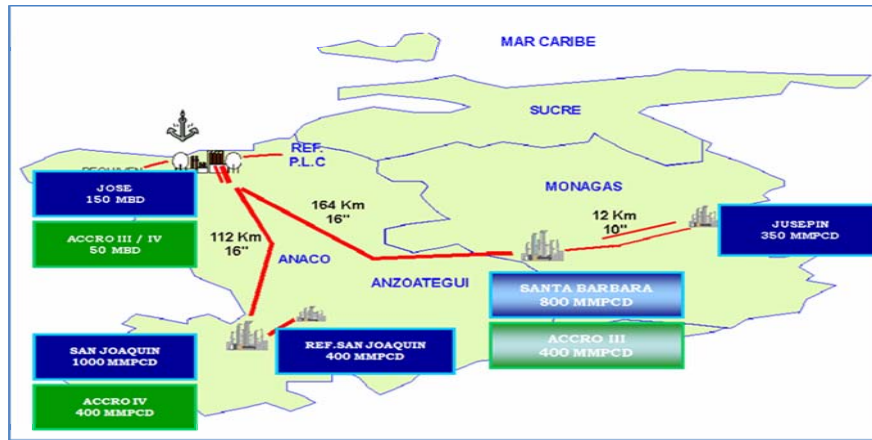 MAR CARIBE
SUCRE
REF.
P.L.C
MONAGAS
JOSE
150 MBD
ACCRO III / IV
50 MBD
164 Km
16"
112 Km
16"
ANACO
ANZOATEGUI
12 Km
10"
JUSEPIN
350 MMPCD
SANTA BARBARA
800 MMPCD
ACCRO III
400 MMPCD
SAN JOAQUIN
1000 MMPCD
REF.SAN JOAQUIN
400 MMPCD
ACCRO IV
400 MMPCD